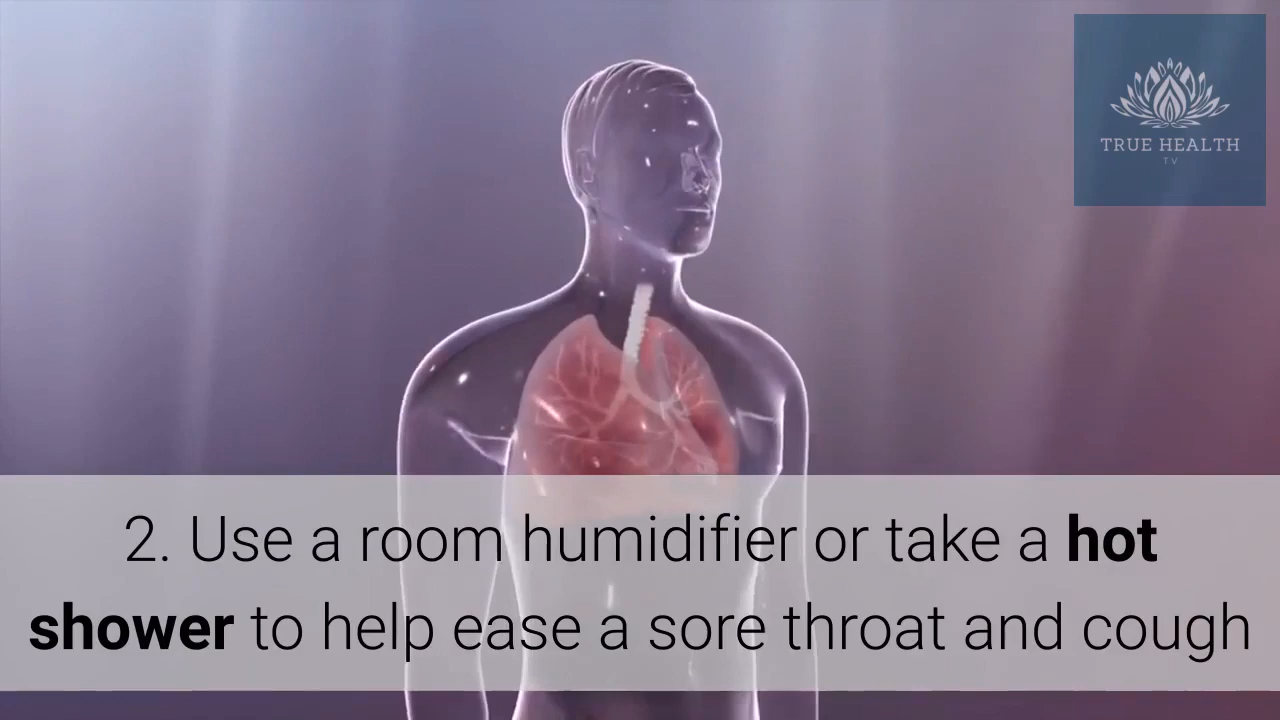 TRUE HEALTH
TV
2. Use a room humidifier or take a hot
shower to help ease a sore throat and cough